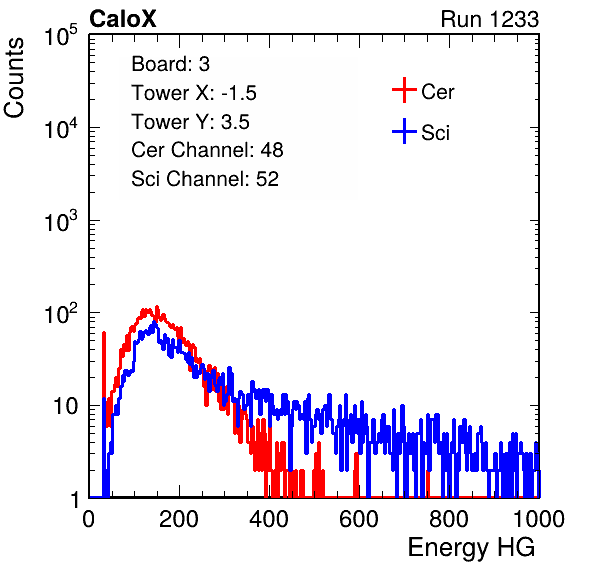 CaloX Run 1233
Counts
10^5
10^4
10^3
10^2
10
1
Board: 3
Tower X: -1.5
Tower Y: 3.5
Cer Channel: 48
Sci Channel: 52
Cer
Sci
0 200 400 600 800 1000
Energy HG